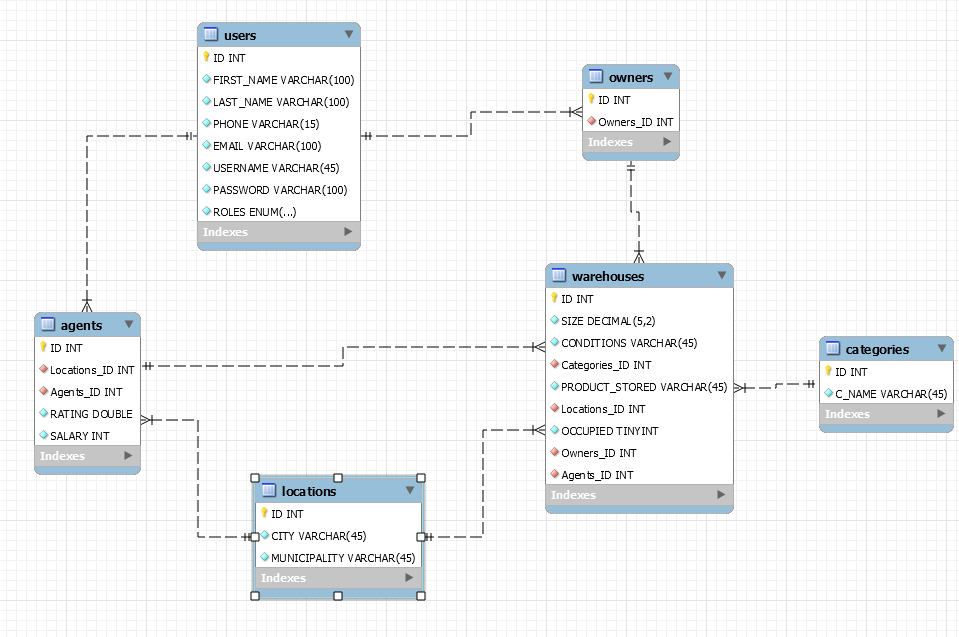 users
ID INT
FIRST_NAME VARCHAR(100)
LAST_NAME VARCHAR(100)
PHONE VARCHAR(15)
EMAIL VARCHAR(100)
USERNAME VARCHAR(45)
PASSWORD VARCHAR(100)
ROLES ENUM(...)
Indexes
owners
ID INT
Owners_ID INT
Indexes
agents
ID INT
Locations_ID INT
Agents_ID INT
RATING DOUBLE
SALARY INT
Indexes
warehouses
ID INT
SIZE DECIMAL(5,2)
CONDITIONS VARCHAR(45)
Categories_ID INT
PRODUCT_STORED VARCHAR(45)
Locations_ID INT
OCCUPIED TINYINT
Owners_ID INT
Agents_ID INT
Indexes
categories
ID INT
C_NAME VARCHAR(45)
Indexes
locations
ID INT
CITY VARCHAR(45)
MUNICIPALITY VARCHAR(45)
Indexes